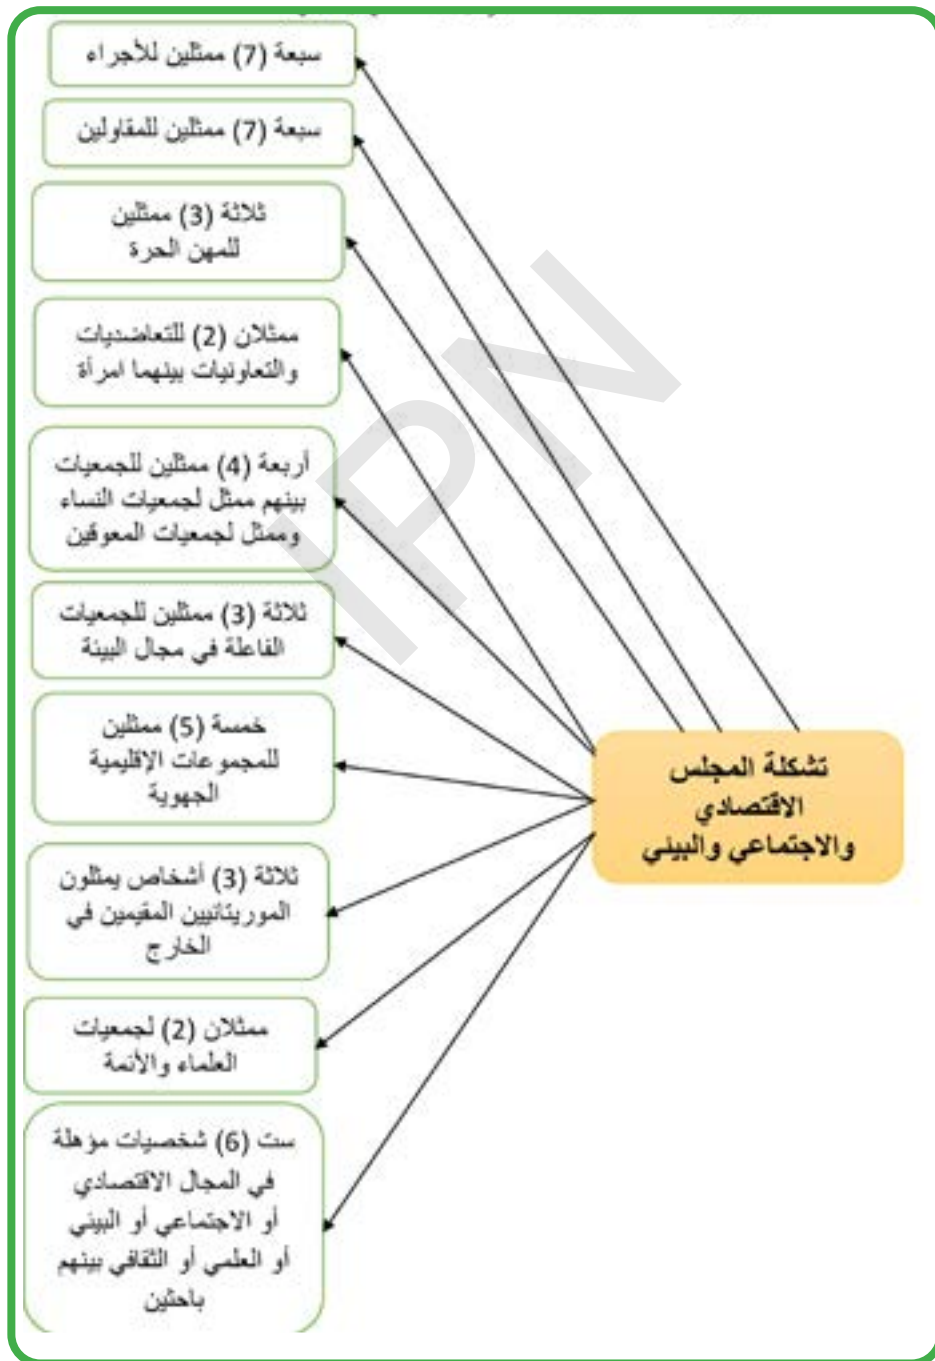 سبعة (7) ممثلين للأجراء
سبعة (7) ممثلين للمقاولين
ثلاثة (3) ممثلين
للمهن الحرة
ممثلان (2) للتعاضديات
والتعاونيات بينهما امرأة
أربعة (4) ممثلين للجمعيات
بينهم ممثل لجمعيات النساء
وممثل لجمعيات المعوقين
ثلاثة (3) ممثلين للجمعيات
الفاعلة في مجال البيئة
خمسة (5) ممثلين
للمجموعات الإقليمية
الجهوية
ثلاثة (3) أشخاص يمثلون
الموريتانيين المقيمين في
الخارج
ممثلان (2) لجمعيات
العلماء والأئمة
ست (6) شخصيات مؤهلة
في المجال الاقتصادي
أو الاجتماعي أو البيئي
أو العلمي أو الثقافي بينهم
باحثين
تشكلة المجلس
الاقتصادي
والاجتماعي والبيئي
IPN